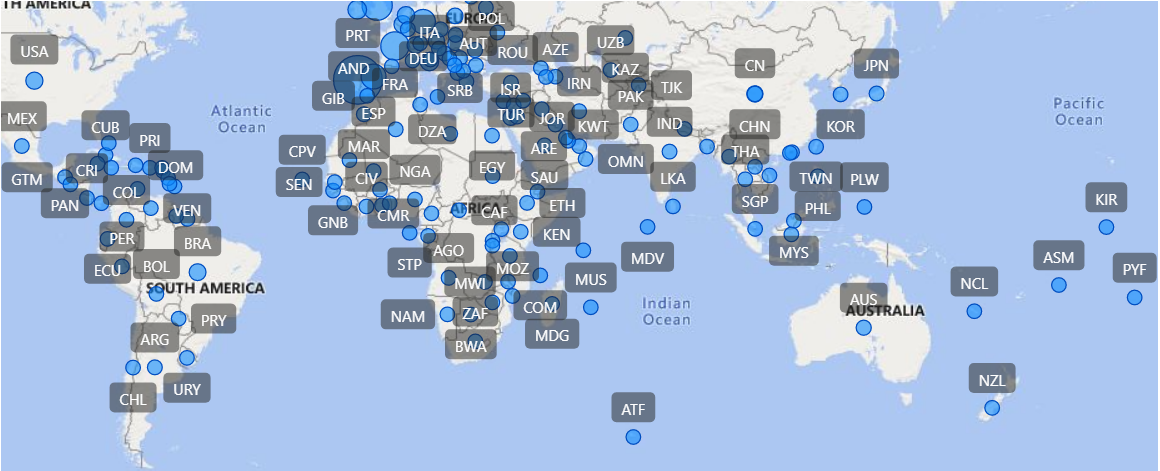 TH AMERICA
USA
PRT
ITA
EUROPE
POL
AUT
ROU
AZE
UZB
CN
JPN
DEU
AND
FRA
GIB
ESP
SRB
ISR
TUR
IRN
KAZ
PAK
TJK
Atlantic
Ocean
Pacific
Ocean
MEX
CUB
PRI
DZA
JOR
KWT
IND
CHN
KOR
CPV
MAR
ARE
OMN
THA
GTM
CRI
DOM
SEN
CIV
NGA
EGY
SAU
LKA
TWN
PLW
PAN
COL
VEN
GNB
CMR
AFRICA
CAF
ETH
SGP
PHL
KIR
PER
BRA
KEN
AGO
STP
MDV
MYS
ASM
ECU
BOL
MOZ
MWI
MUS
NCL
PYF
SOUTH AMERICA
Indian
Ocean
AUS
AUSTRALIA
PRY
NAM
ZAF
COM
MDG
ARG
BWA
URY
CHL
NZL
ATF